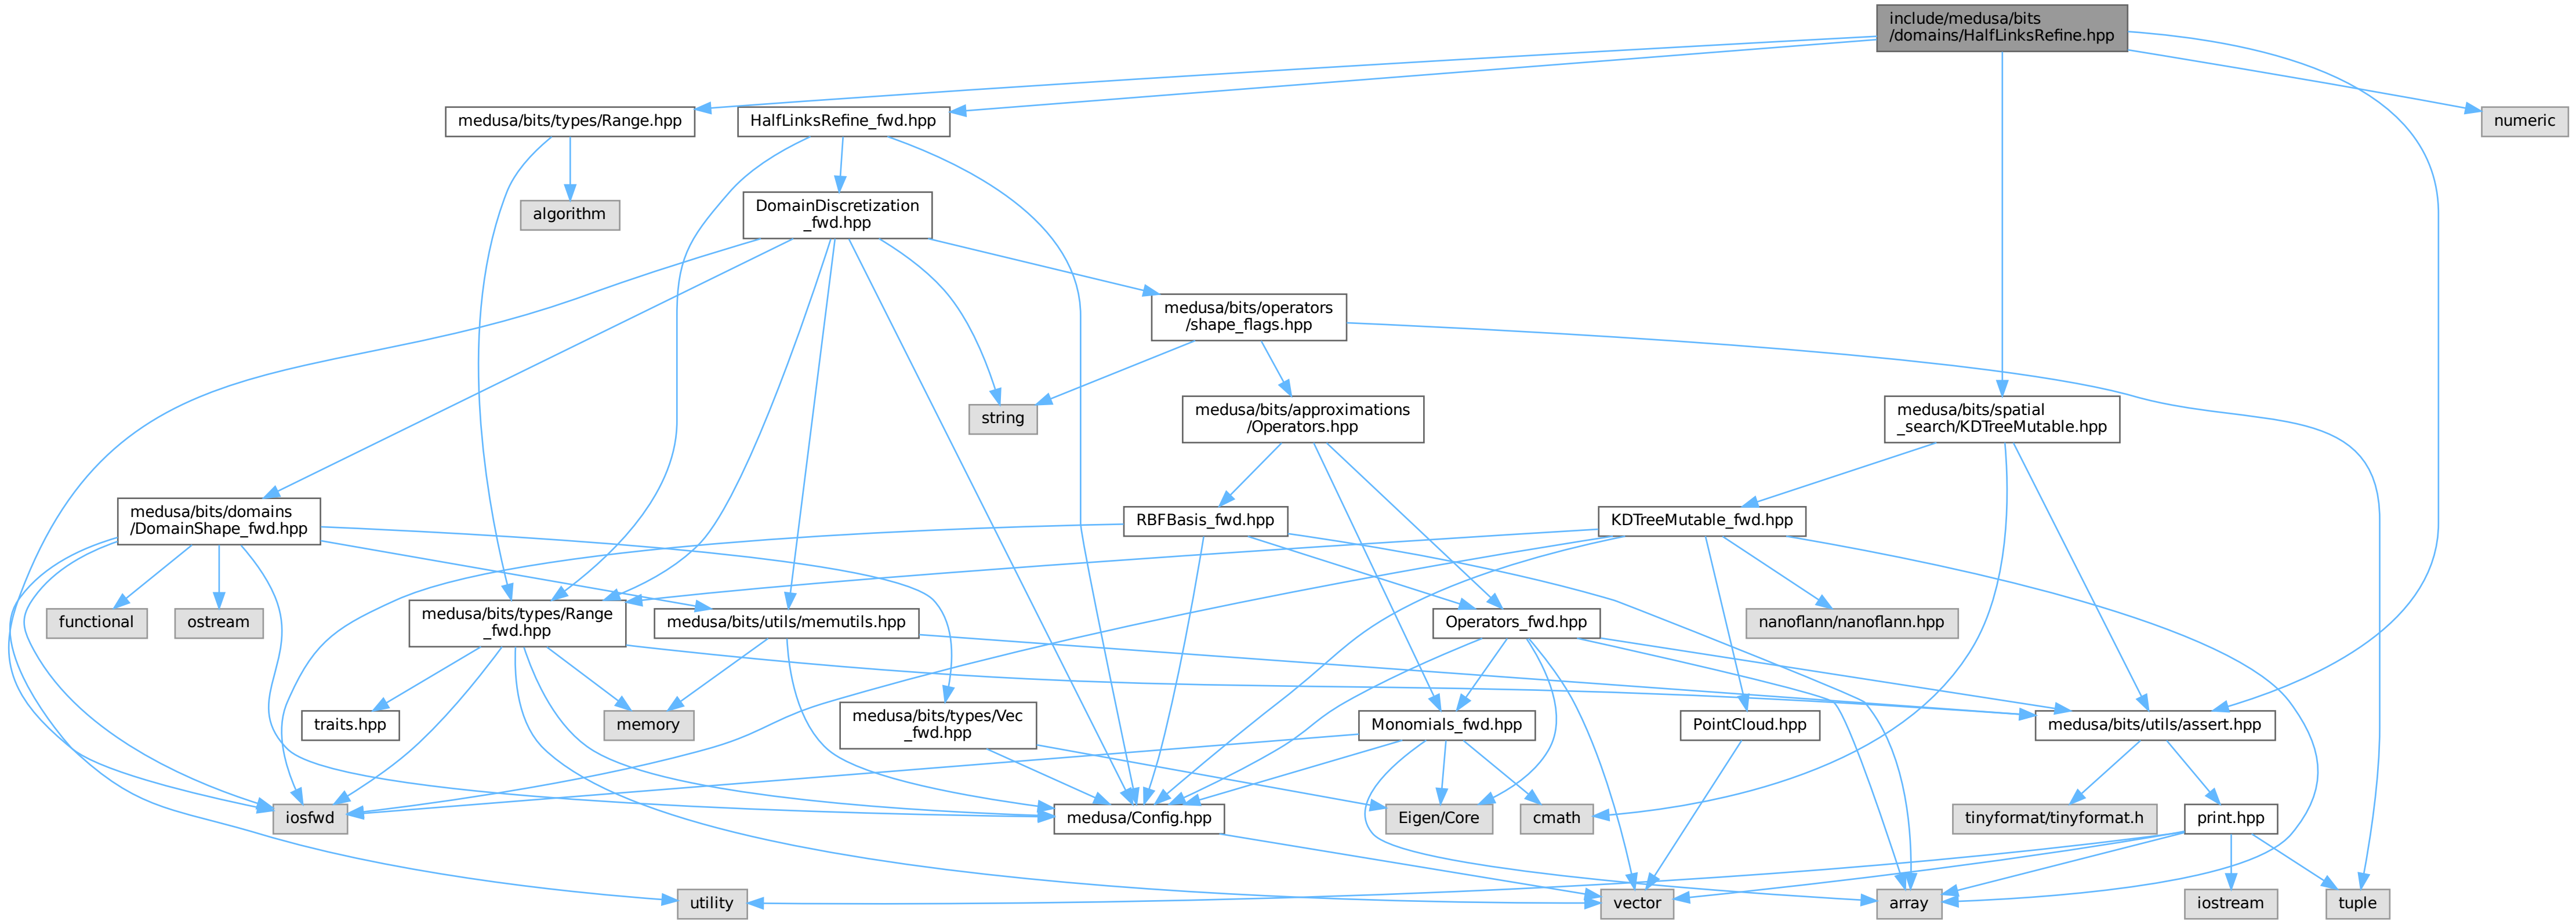 include/medusa/bits
/domains/HalfLinksRefine.hpp
medusa/bits/types/Range.hpp
HalfLinksRefine_fwd.hpp
numeric
algorithm
DomainDiscretization
_fwd.hpp
medusa/bits/operators
/shape_flags.hpp
string
medusa/bits/approximations
/Operators.hpp
medusa/bits/spatial
_search/KDTreeMutable.hpp
medusa/bits/domains
/DomainShape_fwd.hpp
RBFBasis_fwd.hpp
KDTreeMutable_fwd.hpp
functional
ostream
medusa/bits/types/Range
_fwd.hpp
medusa/bits/utils/memutils.hpp
Operators_fwd.hpp
nanoflann/nanoflann.hpp
traits.hpp
memory
medusa/bits/types/Vec
_fwd.hpp
Monomials_fwd.hpp
PointCloud.hpp
medusa/bits/utils/assert.hpp
iosfwd
medusa/Config.hpp
Eigen/Core
cmath
tinyformat/tinyformat.h
print.hpp
utility
vector
array
iostream
tuple